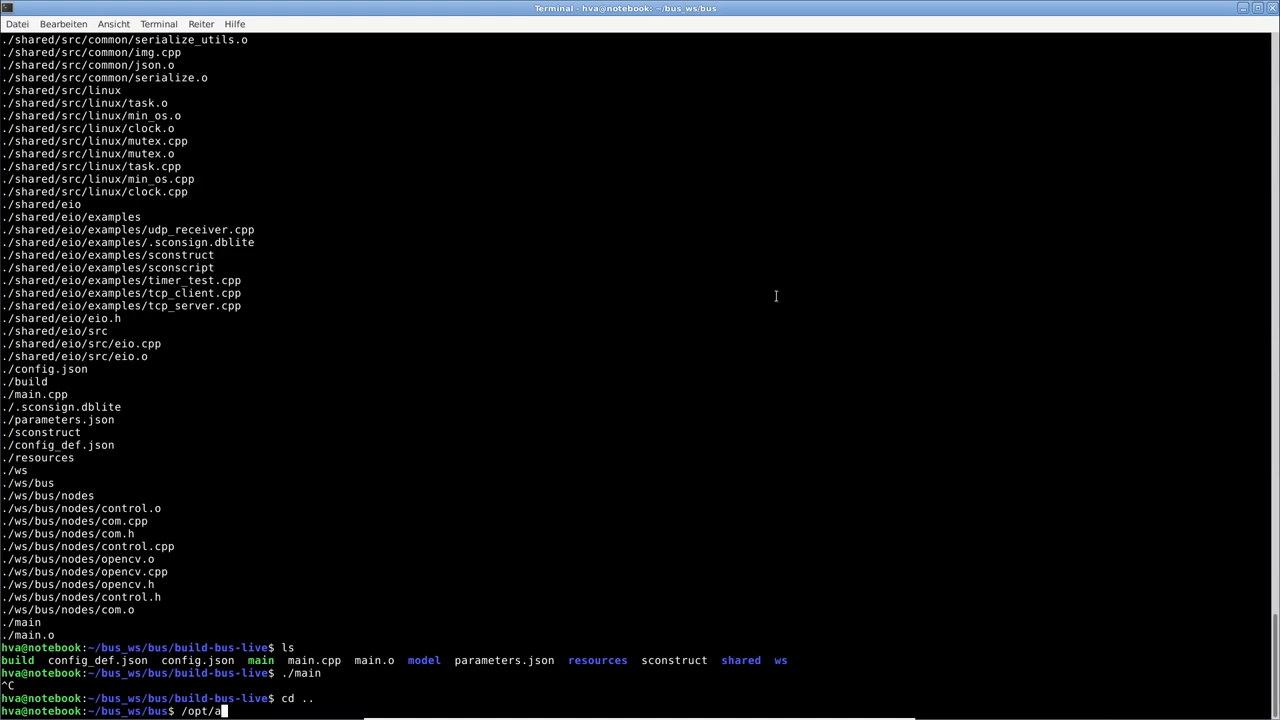 Terminal - hva@notebook: ~/bus_ws/bus
Datei Bearbeiten Ansicht Terminal Reiter Hilfe
./shared/src/common/serialize_utils.o
./shared/src/common/img.cpp
./shared/src/common/json.o
./shared/src/common/serialize.o
./shared/src/linux
./shared/src/linux/task.o
./shared/src/linux/min_os.o
./shared/src/linux/clock.o
./shared/src/linux/mutex.cpp
./shared/src/linux/mutex.o
./shared/src/linux/task.cpp
./shared/src/linux/min_os.cpp
./shared/src/linux/clock.cpp
./shared/eio
./shared/eio/examples
./shared/eio/examples/udp_receiver.cpp
./shared/eio/examples/.sconsign.dblite
./shared/eio/examples/sconstruct
./shared/eio/examples/sconscript
./shared/eio/examples/timer_test.cpp
./shared/eio/examples/tcp_client.cpp
./shared/eio/examples/tcp_server.cpp
./shared/eio/eio.h
./shared/eio/src
./shared/eio/src/eio.cpp
./shared/eio/src/eio.o
./config.json
./build
./main.cpp
./.sconsign.dblite
./parameters.json
./sconstruct
./config_def.json
./resources
./ws
./ws/bus
./ws/bus/nodes
./ws/bus/nodes/control.o
./ws/bus/nodes/com.cpp
./ws/bus/nodes/com.h
./ws/bus/nodes/control.cpp
./ws/bus/nodes/opencv.o
./ws/bus/nodes/opencv.cpp
./ws/bus/nodes/opencv.h
./ws/bus/nodes/control.h
./ws/bus/nodes/com.o
./main
./main.o
hva@notebook:~/bus_ws/bus/build-bus-live$ ls
build config_def.json config.json main main.cpp main.o model parameters.json resources sconstruct shared ws
hva@notebook:~/bus_ws/bus/build-bus-live$ ./main
^C
hva@notebook:~/bus_ws/bus/build-bus-live$ cd ..
hva@notebook:~/bus_ws/bus$ /opt/a